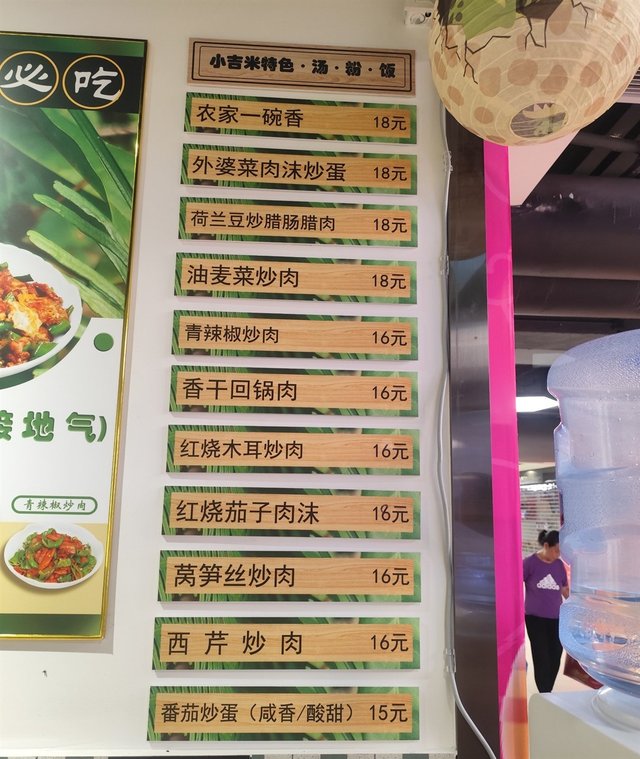 必吃
小吉米特色·汤·粉·饭
农家一碗香 18元
外婆菜肉沫炒蛋 18元
荷兰豆炒腊肠腊肉 18元
油麦菜炒肉 18元
青辣椒炒肉 16元
香干回锅肉 16元
红烧木耳炒肉 16元
红烧茄子肉沫 16元
莴笋丝炒肉 16元
西芹炒肉 16元
番茄炒蛋（咸香/酸甜） 15元
接地气)
青辣椒炒肉
adidas